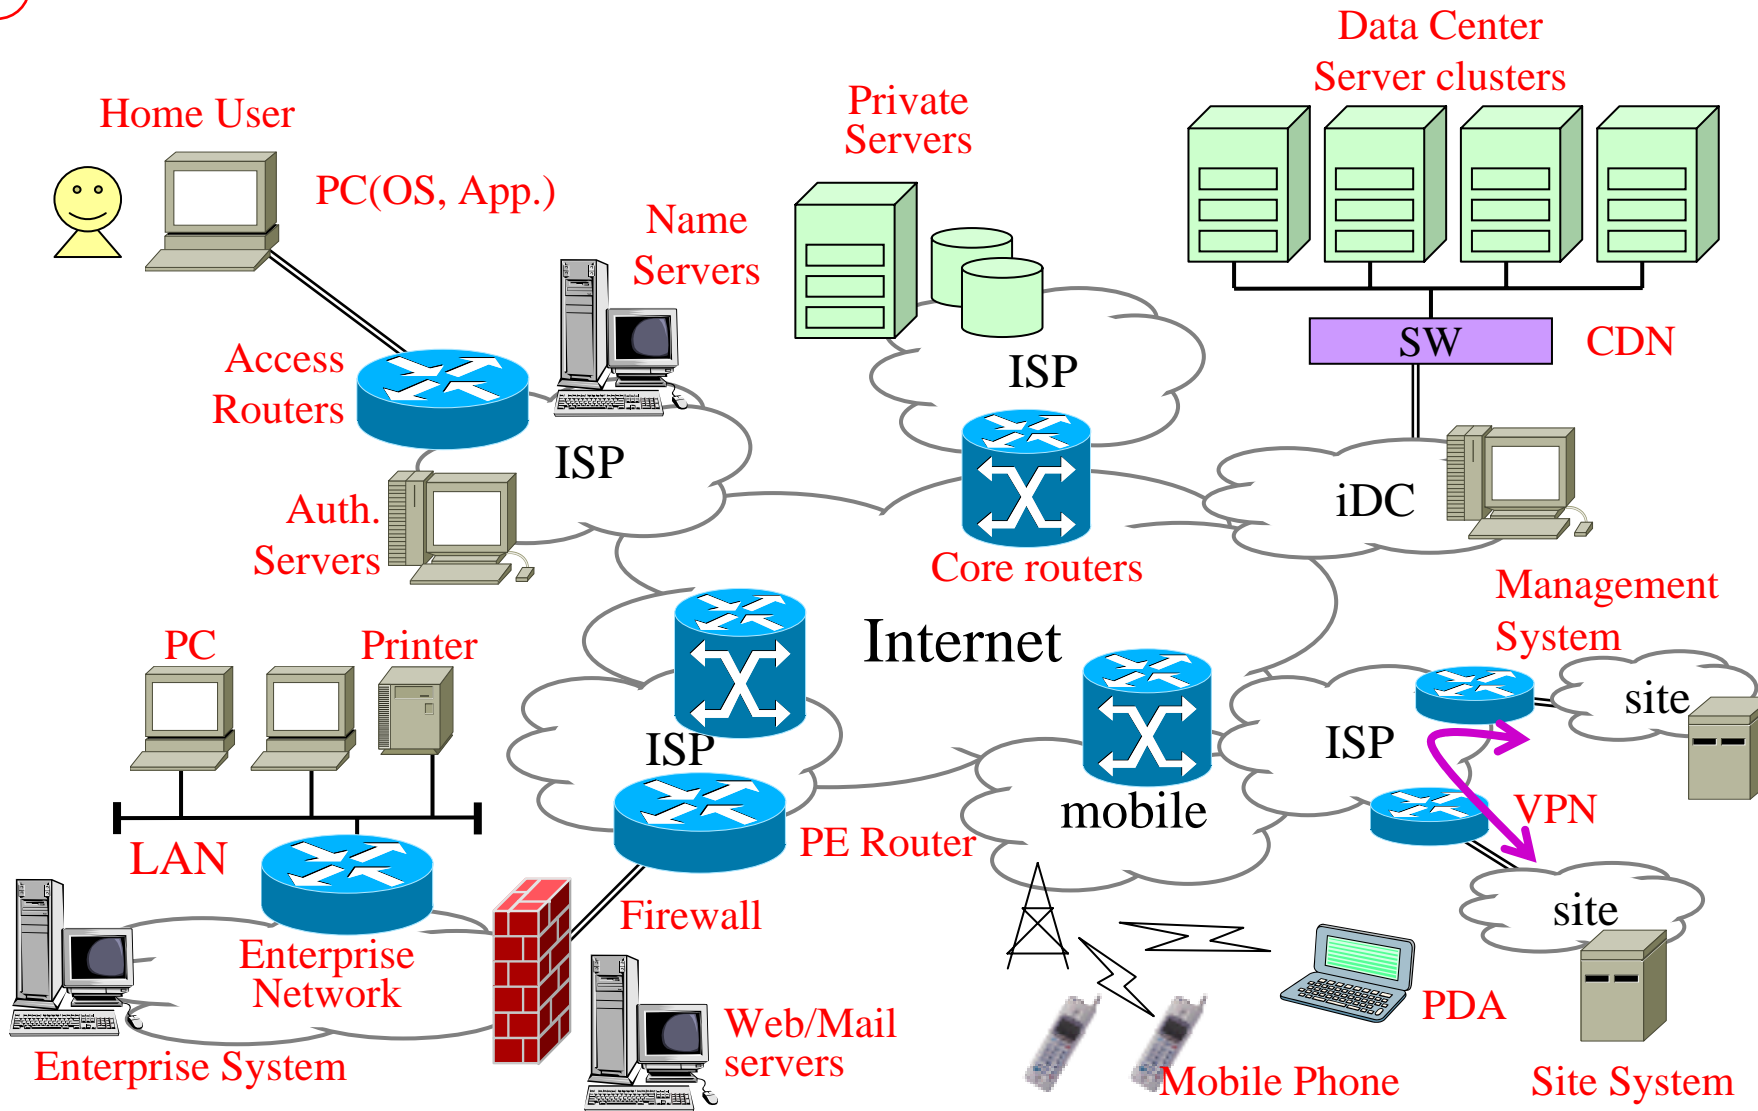 Data Center
Server clusters
Home User
Private
Servers
PC(OS, App.)
Name
Servers
SW
CDN
Access
Routers
ISP
ISP
iDC
Auth.
Servers
Core routers
Management
System
PC
Printer
Internet
site
ISP
ISP
mobile
VPN
LAN
PE Router
Firewall
site
Enterprise
Network
PDA
Web/Mail
servers
Enterprise System
Mobile Phone
Site System